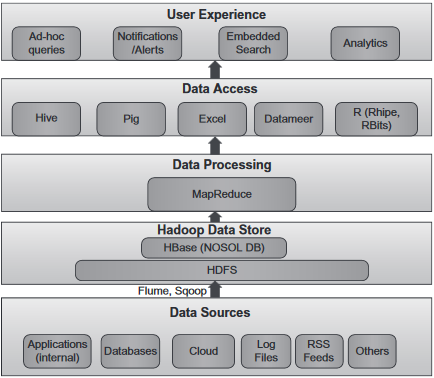 User Experience
Ad-hoc
queries
Notifications
/Alerts
Embedded
Search
Analytics
Data Access
Hive
Pig
Excel
Datameer
R (Rhipe,
RBits)
Data Processing
MapReduce
Hadoop Data Store
HBase (NOSOL DB)
HDFS
Flume, Sqoop
Data Sources
Applications
(internal)
Databases
Cloud
Log
Files
RSS
Feeds
Others